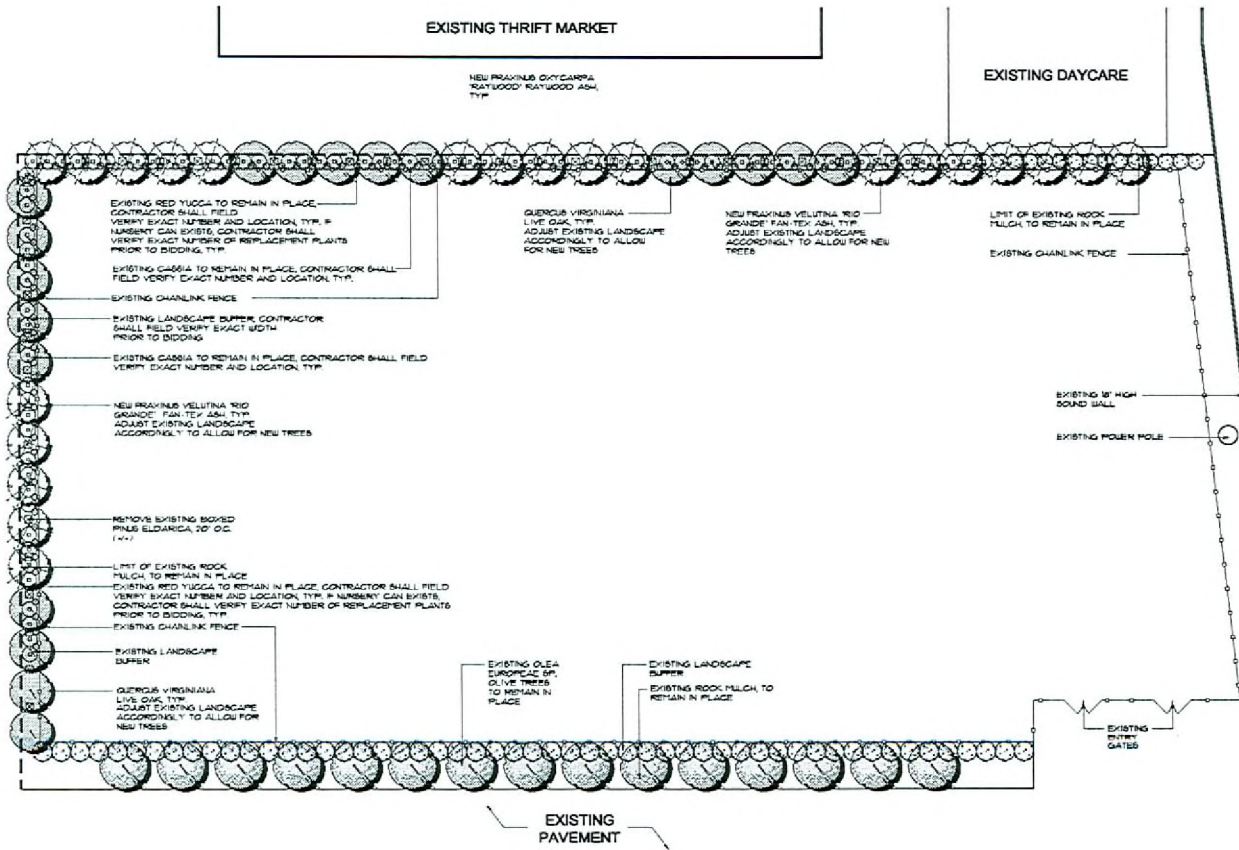 EXISTING THRIFT MARKET
NEW FRAXINUS OXYCARPA
'RAYWOOD' RAYWOOD ASH,
TYP.
EXISTING DAYCARE
EXISTING RED YUCCA TO REMAIN IN PLACE,
CONTRACTOR SHALL FIELD
VERIFY EXACT NUMBER AND LOCATION, TYP. IF
NURSERY CAN EXISTS, CONTRACTOR SHALL
VERIFY EXACT NUMBER OF REPLACEMENT PLANTS
PRIOR TO BIDDING, TYP.
EXISTING CASSIA TO REMAIN IN PLACE, CONTRACTOR SHALL
FIELD VERIFY EXACT NUMBER AND LOCATION, TYP.
EXISTING CHAINLINK FENCE
EXISTING LANDSCAPE BUFFER, CONTRACTOR
SHALL FIELD VERIFY EXACT WIDTH
PRIOR TO BIDDING
EXISTING CASSIA TO REMAIN IN PLACE, CONTRACTOR SHALL FIELD
VERIFY EXACT NUMBER AND LOCATION, TYP.
NEW FRAXINUS VELUTINA 'RIO
GRANDE' FAN-TEX ASH, TYP.
ADJUST EXISTING LANDSCAPE
ACCORDINGLY TO ALLOW FOR NEW TREES
REMOVE EXISTING BOXED
PINUS ELDARICA, 20' O.C.
(+/-)
LIMIT OF EXISTING ROCK
MULCH, TO REMAIN IN PLACE
EXISTING RED YUCCA TO REMAIN IN PLACE, CONTRACTOR SHALL FIELD
VERIFY EXACT NUMBER AND LOCATION, TYP. IF NURSERY CAN EXISTS,
CONTRACTOR SHALL VERIFY EXACT NUMBER OF REPLACEMENT PLANTS
PRIOR TO BIDDING, TYP.
EXISTING CHAINLINK FENCE
EXISTING LANDSCAPE
BUFFER
QUERCUS VIRGINIANA
LIVE OAK, TYP.
ADJUST EXISTING LANDSCAPE
ACCORDINGLY TO ALLOW FOR
NEW TREES
QUERCUS VIRGINIANA
LIVE OAK, TYP.
ADJUST EXISTING LANDSCAPE
ACCORDINGLY TO ALLOW
FOR NEW TREES
NEW FRAXINUS VELUTINA 'RIO
GRANDE' FAN-TEX ASH, TYP.
ADJUST EXISTING LANDSCAPE
ACCORDINGLY TO ALLOW FOR NEW
TREES
LIMIT OF EXISTING ROCK
MULCH, TO REMAIN IN PLACE
EXISTING CHAINLINK FENCE
EXISTING 18' HIGH
SOUND WALL
EXISTING POWER POLE
EXISTING OLEA
EUROPEAE SP.
OLIVE TREES
TO REMAIN IN
PLACE
EXISTING LANDSCAPE
BUFFER
EXISTING ROCK MULCH, TO
REMAIN IN PLACE
EXISTING
ENTRY
GATES
EXISTING
PAVEMENT